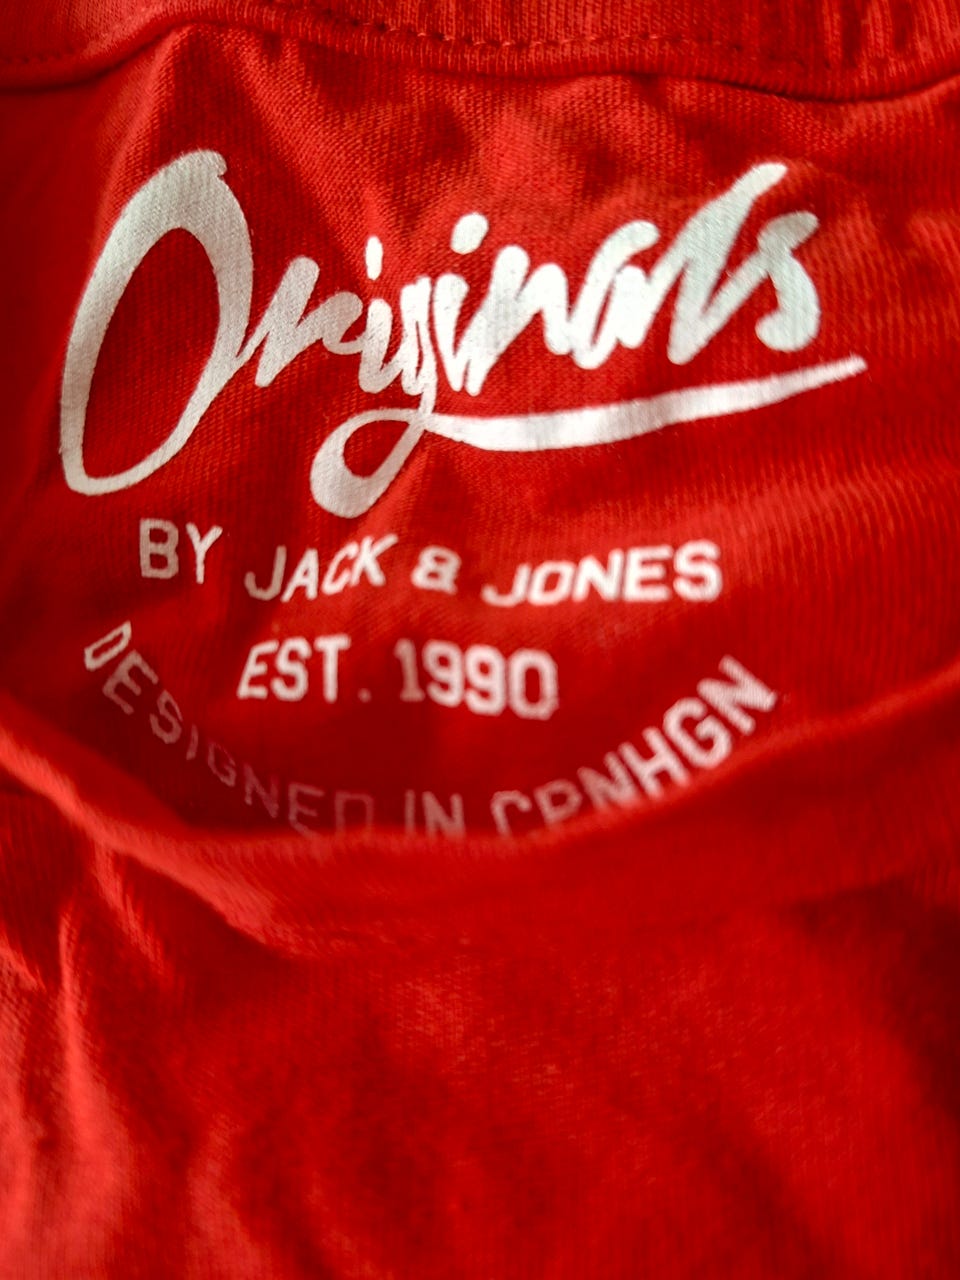 Originals
BY JACK & JONES
EST. 1990
DESIGNED IN CPNHGN